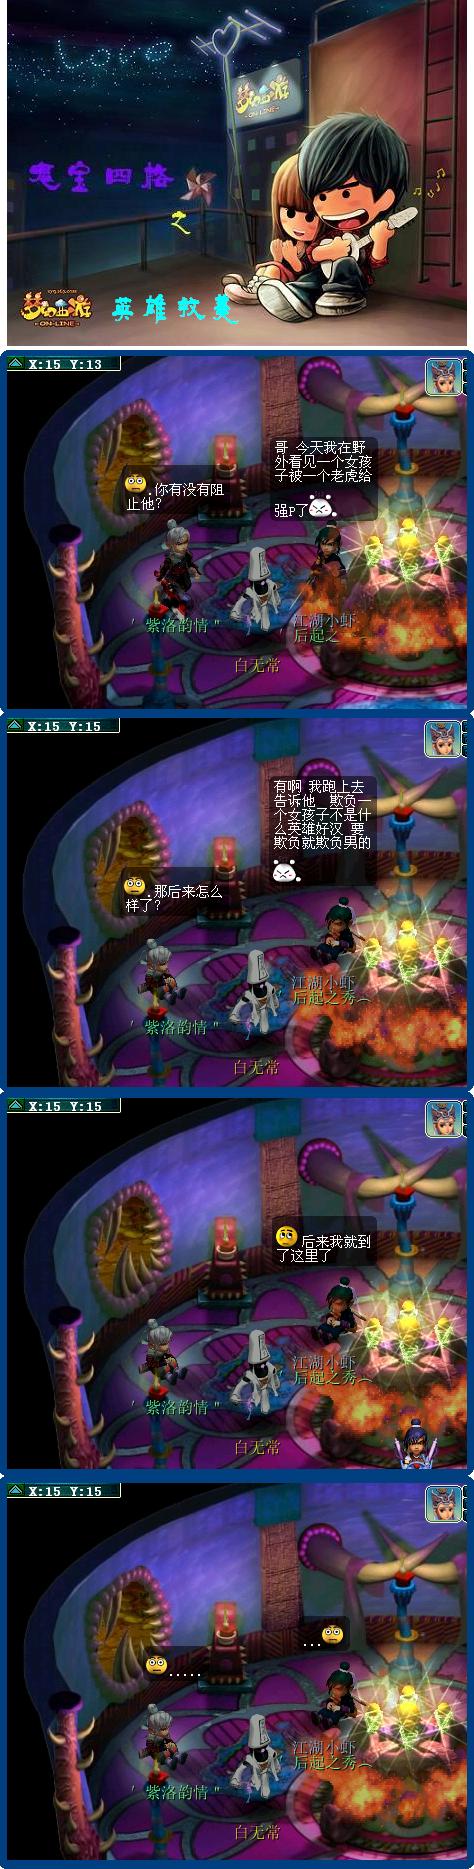 Love
梦幻西游
ON-LINE
惠宝四格
之
梦幻西游
ON-LINE
英雄救美
X:15 Y:13
哥 今天我在野
外看见一个女孩
子被一个老虎给
强P了
.你有没有阻
止他?
'紫洛韵情"
江湖小虾
后起之
白无常
X:15 Y:15
有啊 我跑上去
告诉他 欺负一
个女孩子不是什
么英雄好汉 要
欺负就欺负男的
.那后来怎么
样了?
江湖小虾
后起之秀︵
'紫洛韵情"
白无常
X:15 Y:15
后来我就到
了这里了
江湖小虾
后起之秀︵
'紫洛韵情"
白无常
X:15 Y:15
...
.....
江湖小虾
后起之秀︵
'紫洛韵情"
白无常